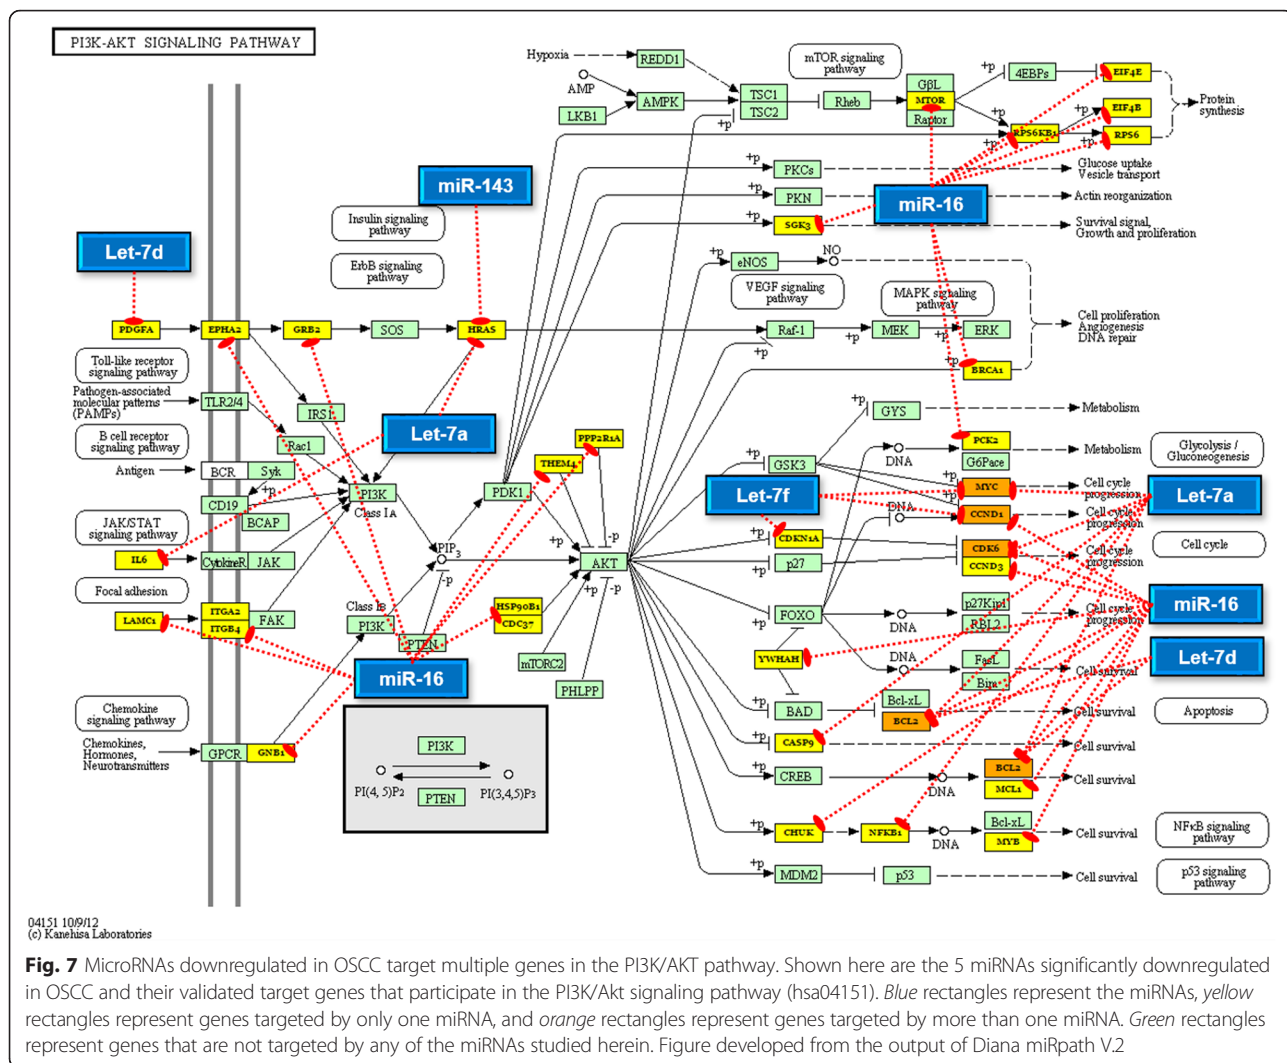 PI3K-AKT SIGNALING PATHWAY
Hypoxia
REDD1
mTOR signaling
pathway
+p
4EBPs
EIF4E
AMP
TSC1
TSC2
GβL
MTOR
Raptor
Protein
synthesis
LKB1
AMPK
Rheb
+p
EIF4B
+p
RPS6KB1
+p
+p
RPS6
miR-143
+p
PKCs
Glucose uptake
Vesicle transport
+p
PKN
miR-16
Actin reorganization
Insulin signaling
pathway
+p
SGK3
Survival signal,
Growth and proliferation
Let-7d
ErbB signaling
pathway
+p
eNOS
NO
VEGF signaling
pathway
MAPK signaling
pathway
PDGFA
EPHA2
GRB2
SOS
HRAS
Raf-1
+p
MEK
+p
ERK
+p
Cell proliferation
Angiogenesis
DNA repair
Toll-like receptor
signaling pathway
+p
BRCA1
Pathogen-associated
molecular patterns
(PAMPs)
TLR2/4
IRS1
GYS
Metabolism
B cell receptor
signaling pathway
Rac1
Let-7a
PPP2R1A
PCK2
G6Pace
DNA
Metabolism
Glycolysis /
Gluconeogenesis
Antigen
BCR
Syk
THEM4
+p
GSK3
CD19
+p
BCAP
PI3K
Class IA
PDK1
Let-7f
+p
MYC
Cell cycle
progression
Let-7a
+p
DNA
CCND1
Cell cycle
progression
JAK/STAT
signaling pathway
CDKN1A
+p
Cell cycle
IL6
CytokineR
JAK
PIP3
+p
-p
AKT
+p
p27
CDK6
CCND3
Cell cycle
progression
Focal adhesion
-p
-p
LAMC1
ITGA2
ITGB4
FAK
Class IB
PI3K
PTEN
HSP90B1
CDC37
+p
+p
+p
FOXO
DNA
p27Kip1
RBL2
Cell cycle
progression
miR-16
miR-16
mTORC2
PHLPP
YWHAH
DNA
FasL
Bim
Cell survival
Let-7d
Chemokine
signaling pathway
+p
BAD
Bcl-xL
BCL2
Cell survival
Apoptosis
Chemokines,
Hormones,
Neurotransmitters
GPCR
GNB1
PI3K
+p
CASP9
Cell survival
PI(4, 5)P2
PI(3,4,5)P3
PTEN
+p
CREB
DNA
BCL2
MCL1
Cell survival
+p
CHUK
NFKB1
DNA
Bcl-xL
MYB
Cell survival
NFκB signaling
pathway
+p
MDM2
p53
Cell survival
p53 signaling
pathway
04151 10/9/12
(c) Kanehisa Laboratories
Fig. 7 MicroRNAs downregulated in OSCC target multiple genes in the PI3K/AKT pathway. Shown here are the 5 miRNAs significantly downregulated
in OSCC and their validated target genes that participate in the PI3K/Akt signaling pathway (hsa04151). Blue rectangles represent the miRNAs, yellow
rectangles represent genes targeted by only one miRNA, and orange rectangles represent genes targeted by more than one miRNA. Green rectangles
represent genes that are not targeted by any of the miRNAs studied herein. Figure developed from the output of Diana miRpath V.2